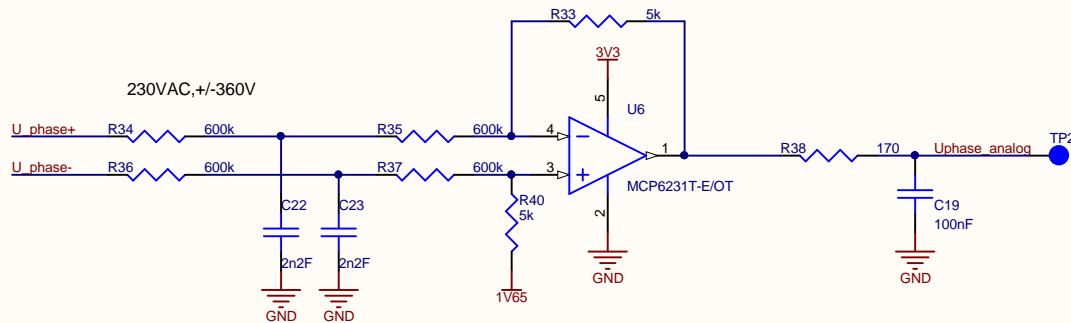 R33 5k
3V3
230VAC,+/-360V
5
U6
U_phase+ R34 600k R35 600k 4
1 R38 170 Uphase_analog TP2
U_phase- R36 600k R37 600k 3
MCP6231T-E/OT
C22 C23 R40 2 C19
5k 100nF
2n2F 2n2F GND GND
1V65
GND GND